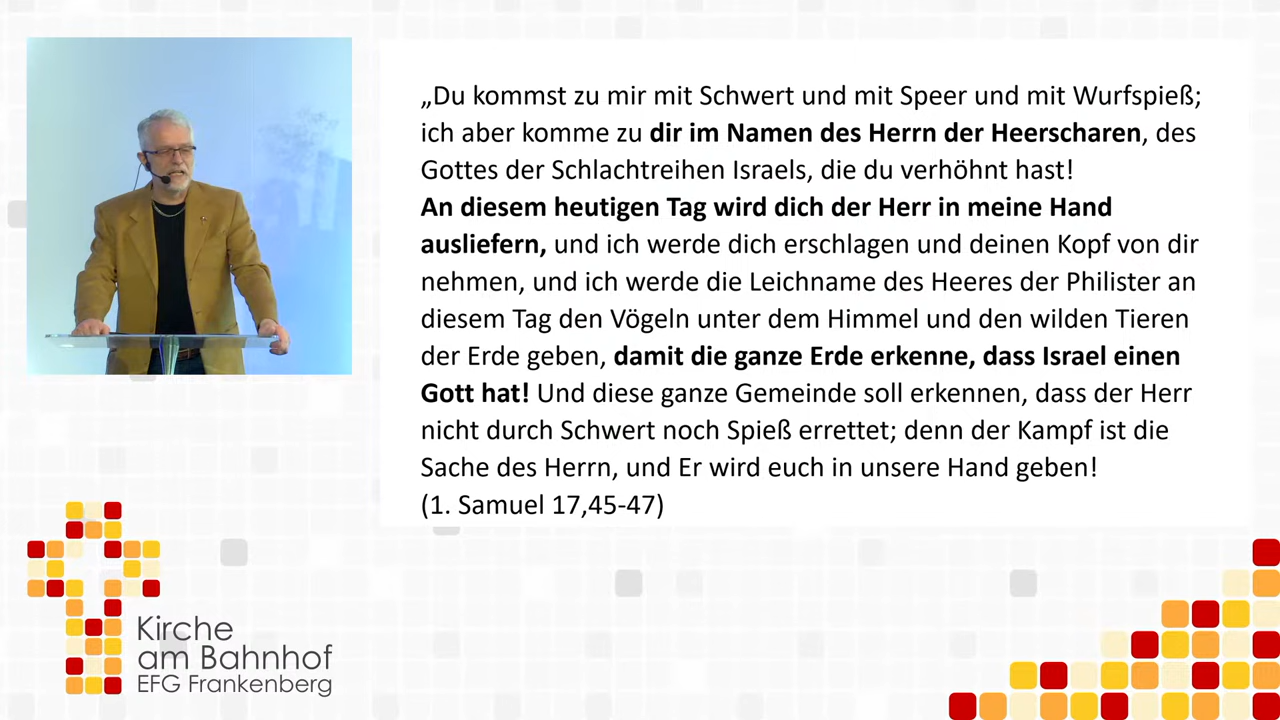 „Du kommst zu mir mit Schwert und mit Speer und mit Wurfspieß;
ich aber komme zu dir im Namen des Herrn der Heerscharen, des
Gottes der Schlachtreihen Israels, die du verhöhnt hast!
An diesem heutigen Tag wird dich der Herr in meine Hand
ausliefern, und ich werde dich erschlagen und deinen Kopf von dir
nehmen, und ich werde die Leichname des Heeres der Philister an
diesem Tag den Vögeln unter dem Himmel und den wilden Tieren
der Erde geben, damit die ganze Erde erkenne, dass Israel einen
Gott hat! Und diese ganze Gemeinde soll erkennen, dass der Herr
nicht durch Schwert noch Spieß errettet; denn der Kampf ist die
Sache des Herrn, und Er wird euch in unsere Hand geben!
(1. Samuel 17,45-47)
Kirche
am Bahnhof
EFG Frankenberg